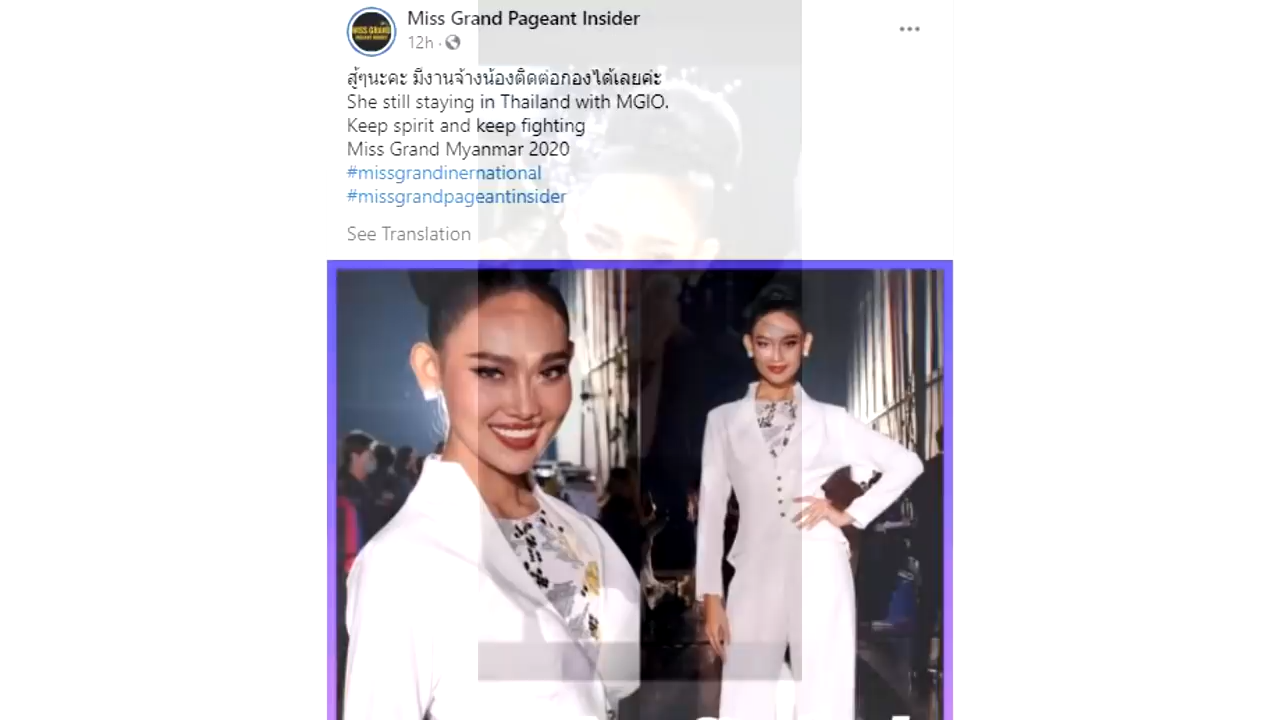 Miss Grand Pageant Insider
12h ·
สู้ๆนะคะ มีงานจ้างน้องติดต่อกองได้เลยค่ะ
She still staying in Thailand with MGIO.
Keep spirit and keep fighting
Miss Grand Myanmar 2020
#missgrandinernational
#missgrandpageantinsider
See Translation